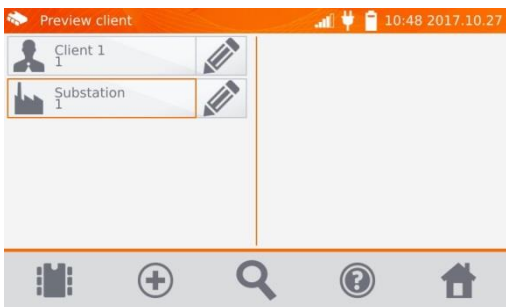 Preview client
10:48 2017.10.27
Client 1
1
Substation
1